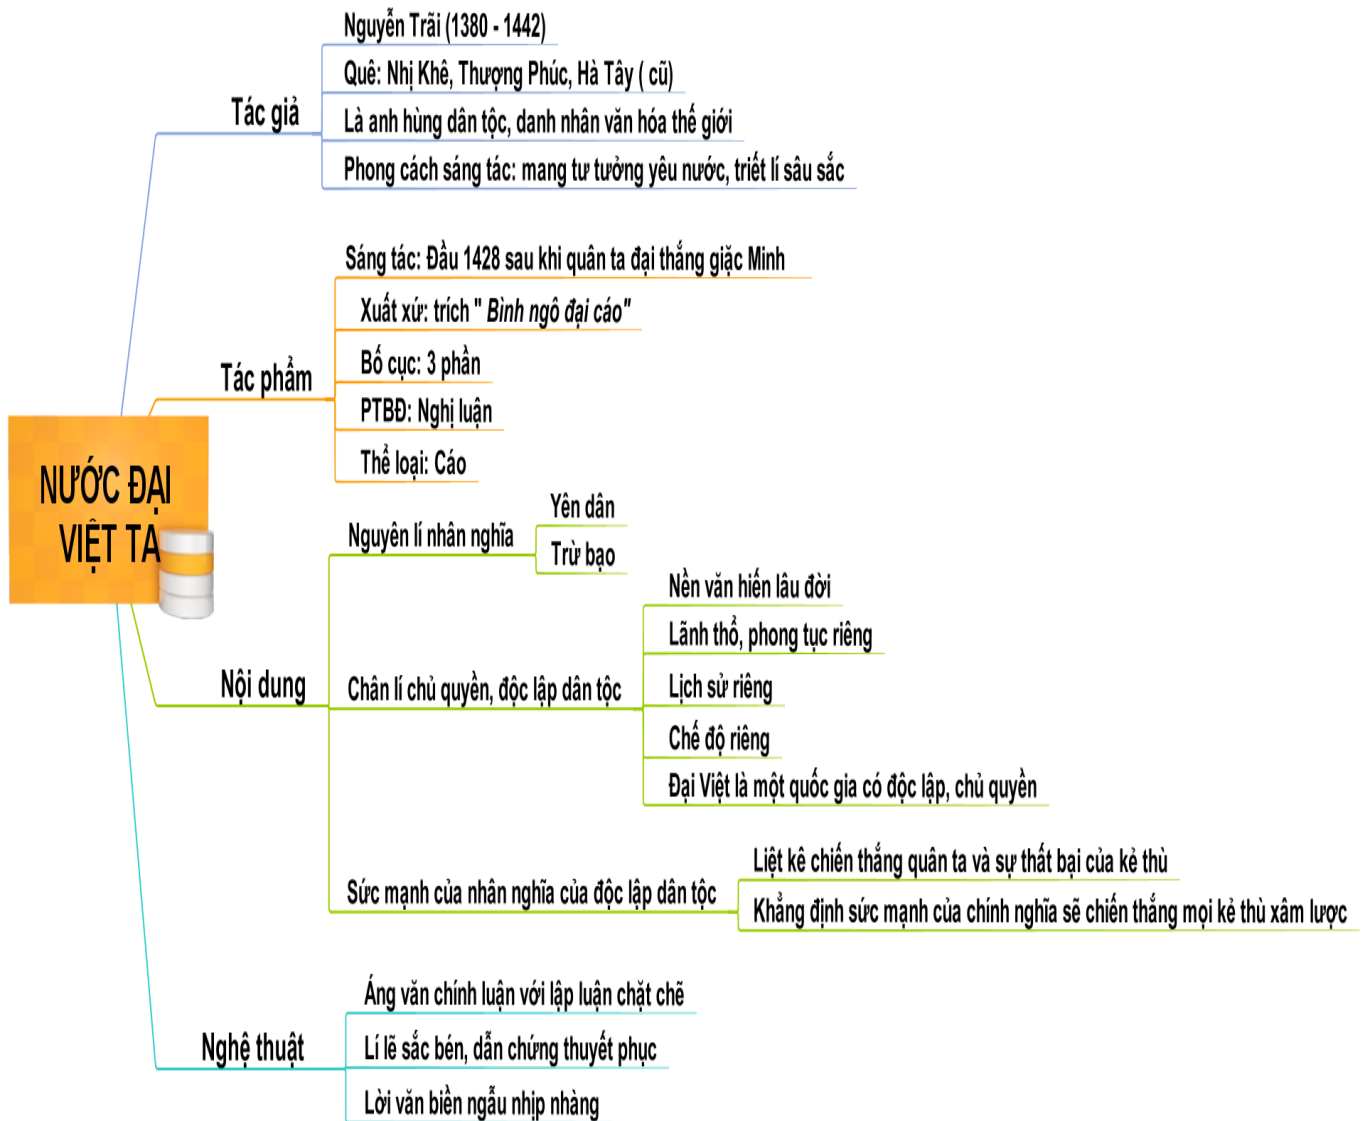 NƯỚC ĐẠI
VIỆT TA
Tác giả
Nguyễn Trãi (1380 - 1442)
Quê: Nhị Khê, Thượng Phúc, Hà Tây ( cũ)
Là anh hùng dân tộc, danh nhân văn hóa thế giới
Phong cách sáng tác: mang tư tưởng yêu nước, triết lí sâu sắc
Tác phẩm
Sáng tác: Đầu 1428 sau khi quân ta đại thắng giặc Minh
Xuất xứ: trích " Bình ngô đại cáo"
Bố cục: 3 phần
PTBĐ: Nghị luận
Thể loại: Cáo
Nội dung
Nguyên lí nhân nghĩa
Yên dân
Trừ bạo
Chân lí chủ quyền, độc lập dân tộc
Nền văn hiến lâu đời
Lãnh thổ, phong tục riêng
Lịch sử riêng
Chế độ riêng
Đại Việt là một quốc gia có độc lập, chủ quyền
Sức mạnh của nhân nghĩa của độc lập dân tộc
Liệt kê chiến thắng quân ta và sự thất bại của kẻ thù
Khẳng định sức mạnh của chính nghĩa sẽ chiến thắng mọi kẻ thù xâm lược
Nghệ thuật
Áng văn chính luận với lập luận chặt chẽ
Lí lẽ sắc bén, dẫn chứng thuyết phục
Lời văn biền ngẫu nhịp nhàng